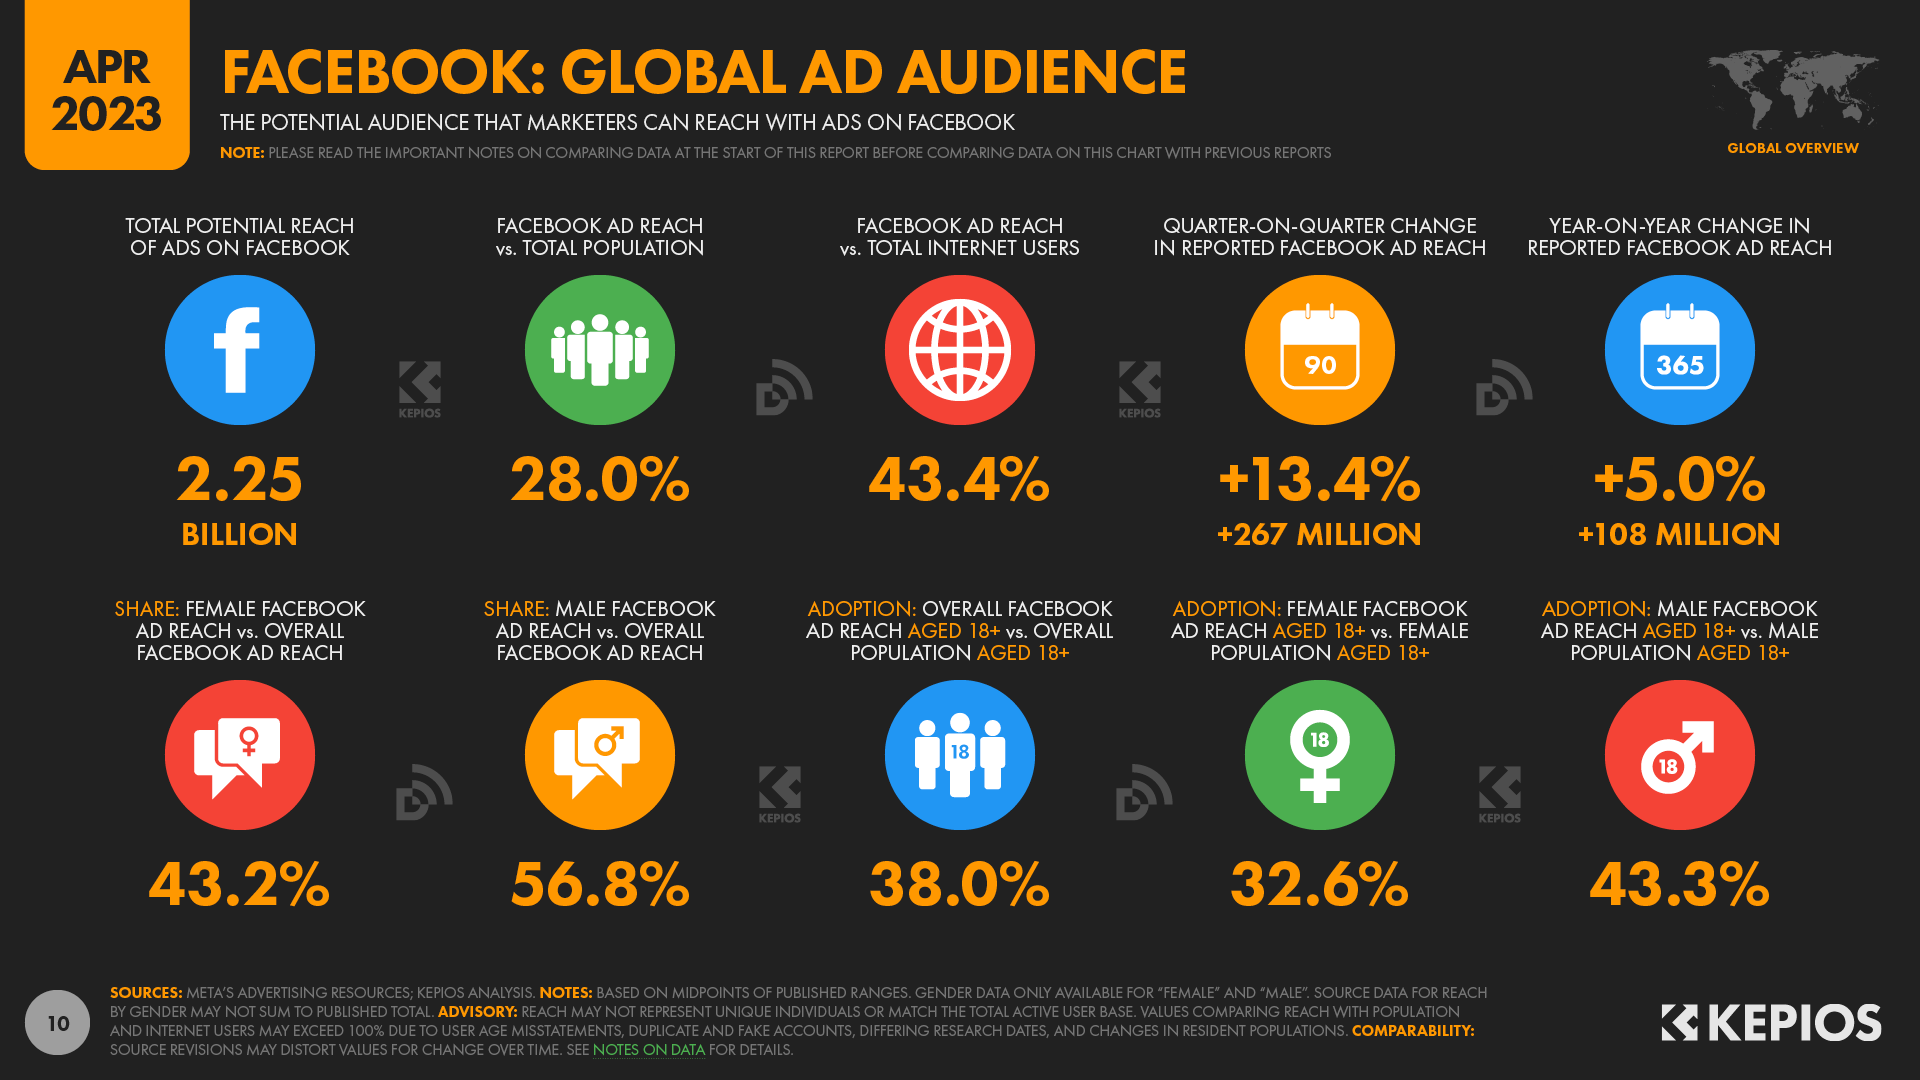 APR
2023
FACEBOOK: GLOBAL AD AUDIENCE
THE POTENTIAL AUDIENCE THAT MARKETERS CAN REACH WITH ADS ON FACEBOOK
NOTE: PLEASE READ THE IMPORTANT NOTES ON COMPARING DATA AT THE START OF THIS REPORT BEFORE COMPARING DATA ON THIS CHART WITH PREVIOUS REPORTS
GLOBAL OVERVIEW
TOTAL POTENTIAL REACH
OF ADS ON FACEBOOK
2.25
BILLION
FACEBOOK AD REACH
vs. TOTAL POPULATION
28.0%
FACEBOOK AD REACH
vs. TOTAL INTERNET USERS
43.4%
QUARTER-ON-QUARTER CHANGE
IN REPORTED FACEBOOK AD REACH
90
+13.4%
+267 MILLION
YEAR-ON-YEAR CHANGE IN
REPORTED FACEBOOK AD REACH
365
+5.0%
+108 MILLION
KEPIOS
KEPIOS
SHARE: FEMALE FACEBOOK
AD REACH vs. OVERALL
FACEBOOK AD REACH
43.2%
SHARE: MALE FACEBOOK
AD REACH vs. OVERALL
FACEBOOK AD REACH
56.8%
ADOPTION: OVERALL FACEBOOK
AD REACH AGED 18+ vs. OVERALL
POPULATION AGED 18+
18
38.0%
ADOPTION: FEMALE FACEBOOK
AD REACH AGED 18+ vs. FEMALE
POPULATION AGED 18+
18
32.6%
ADOPTION: MALE FACEBOOK
AD REACH AGED 18+ vs. MALE
POPULATION AGED 18+
18
43.3%
KEPIOS
KEPIOS
10
SOURCES: META'S ADVERTISING RESOURCES; KEPIOS ANALYSIS. NOTES: BASED ON MIDPOINTS OF PUBLISHED RANGES. GENDER DATA ONLY AVAILABLE FOR “FEMALE” AND “MALE”. SOURCE DATA FOR REACH
BY GENDER MAY NOT SUM TO PUBLISHED TOTAL. ADVISORY: REACH MAY NOT REPRESENT UNIQUE INDIVIDUALS OR MATCH THE TOTAL ACTIVE USER BASE. VALUES COMPARING REACH WITH POPULATION
AND INTERNET USERS MAY EXCEED 100% DUE TO USER AGE MISSTATEMENTS, DUPLICATE AND FAKE ACCOUNTS, DIFFERING RESEARCH DATES, AND CHANGES IN RESIDENT POPULATIONS. COMPARABILITY:
SOURCE REVISIONS MAY DISTORT VALUES FOR CHANGE OVER TIME. SEE NOTES ON DATA FOR DETAILS.
KEPIOS